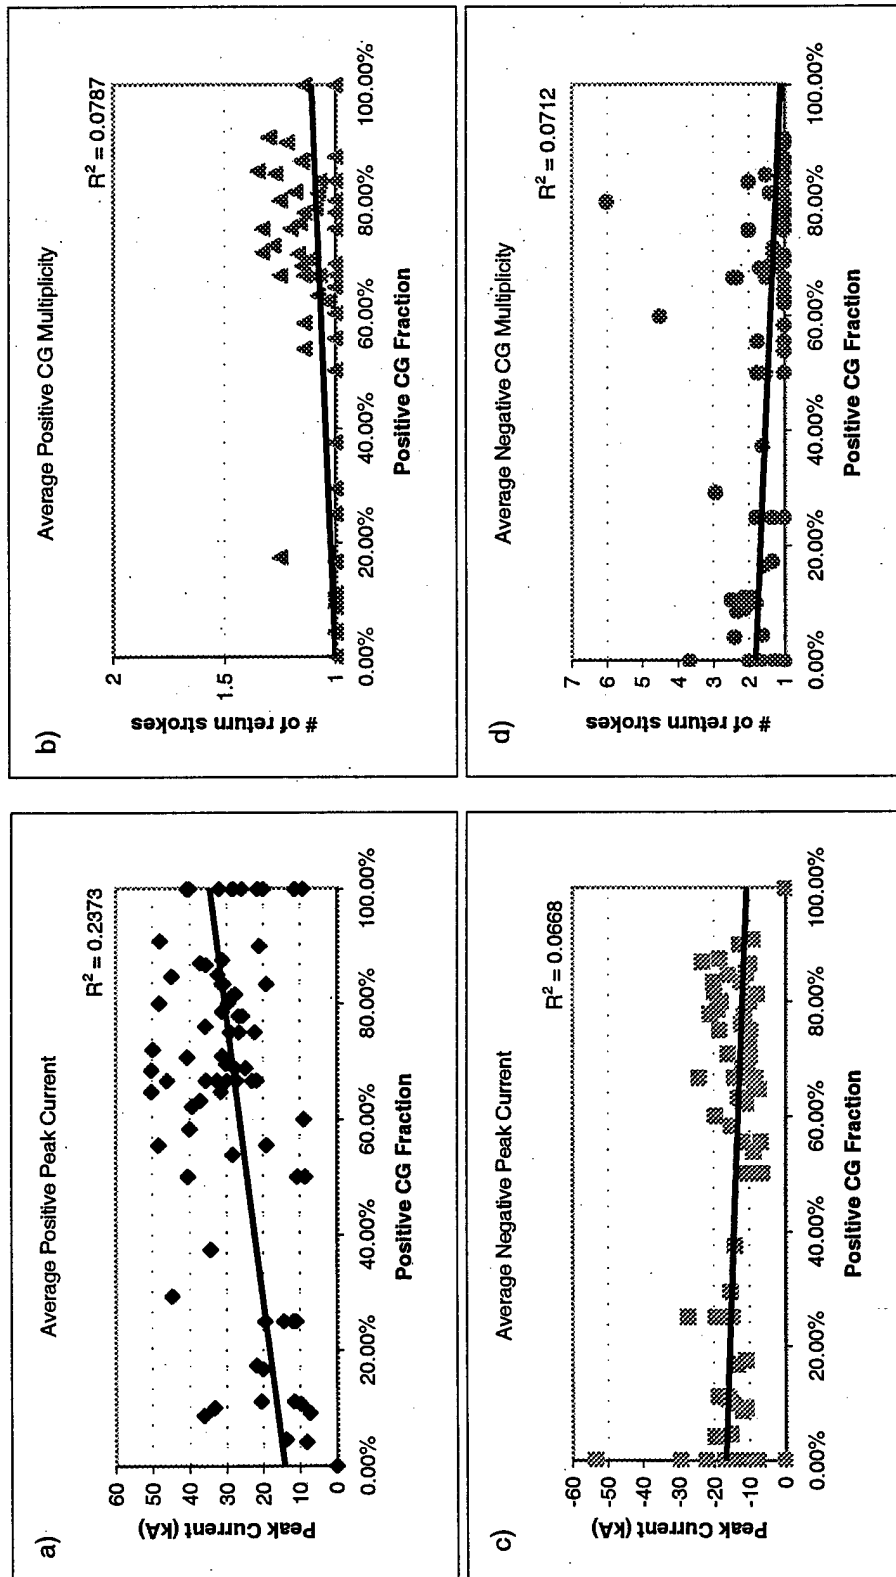 a)
Average Positive Peak Current
R² = 0.2373
60
50
40
30
20
10
0
Peak Current (kA)
0.00%
20.00%
40.00%
60.00%
80.00%
100.00%
Positive CG Fraction
b)
Average Positive CG Multiplicity
R² = 0.0787
2
1.5
1
# of return strokes
0.00%
20.00%
40.00%
60.00%
80.00%
100.00%
Positive CG Fraction
c)
Average Negative Peak Current
R² = 0.0668
-60
-50
-40
-30
-20
-10
0
Peak Current (kA)
0.00%
20.00%
40.00%
60.00%
80.00%
100.00%
Positive CG Fraction
d)
Average Negative CG Multiplicity
R² = 0.0712
7
6
5
4
3
2
1
# of return strokes
0.00%
20.00%
40.00%
60.00%
80.00%
100.00%
Positive CG Fraction